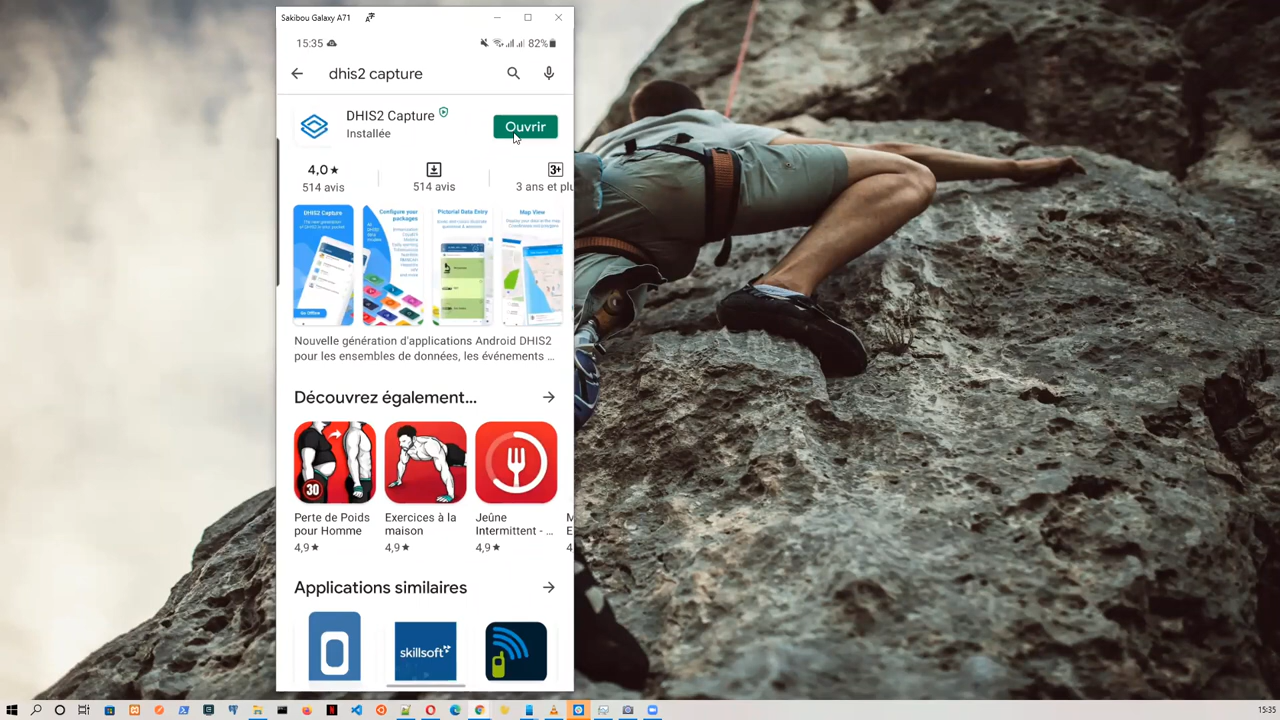 Sakibou Galaxy A71
15:35
82%
dhis2 capture
DHIS2 Capture
Installée
Ouvrir
4,0★
514 avis
514 avis
3+
3 ans et plu
DHIS2 Capture
Go Offline
Configure your
packages
Pictorial Data Entry
Map View
Nouvelle génération d'applications Android DHIS2
pour les ensembles de données, les événements ...
Découvrez également...
30
Perte de Poids
pour Homme
4,9★
Exercices à la
maison
4,9★
Jeûne
Intermittent - ...
4,9★
M
E
4
Applications similaires
skillsoft
15:35